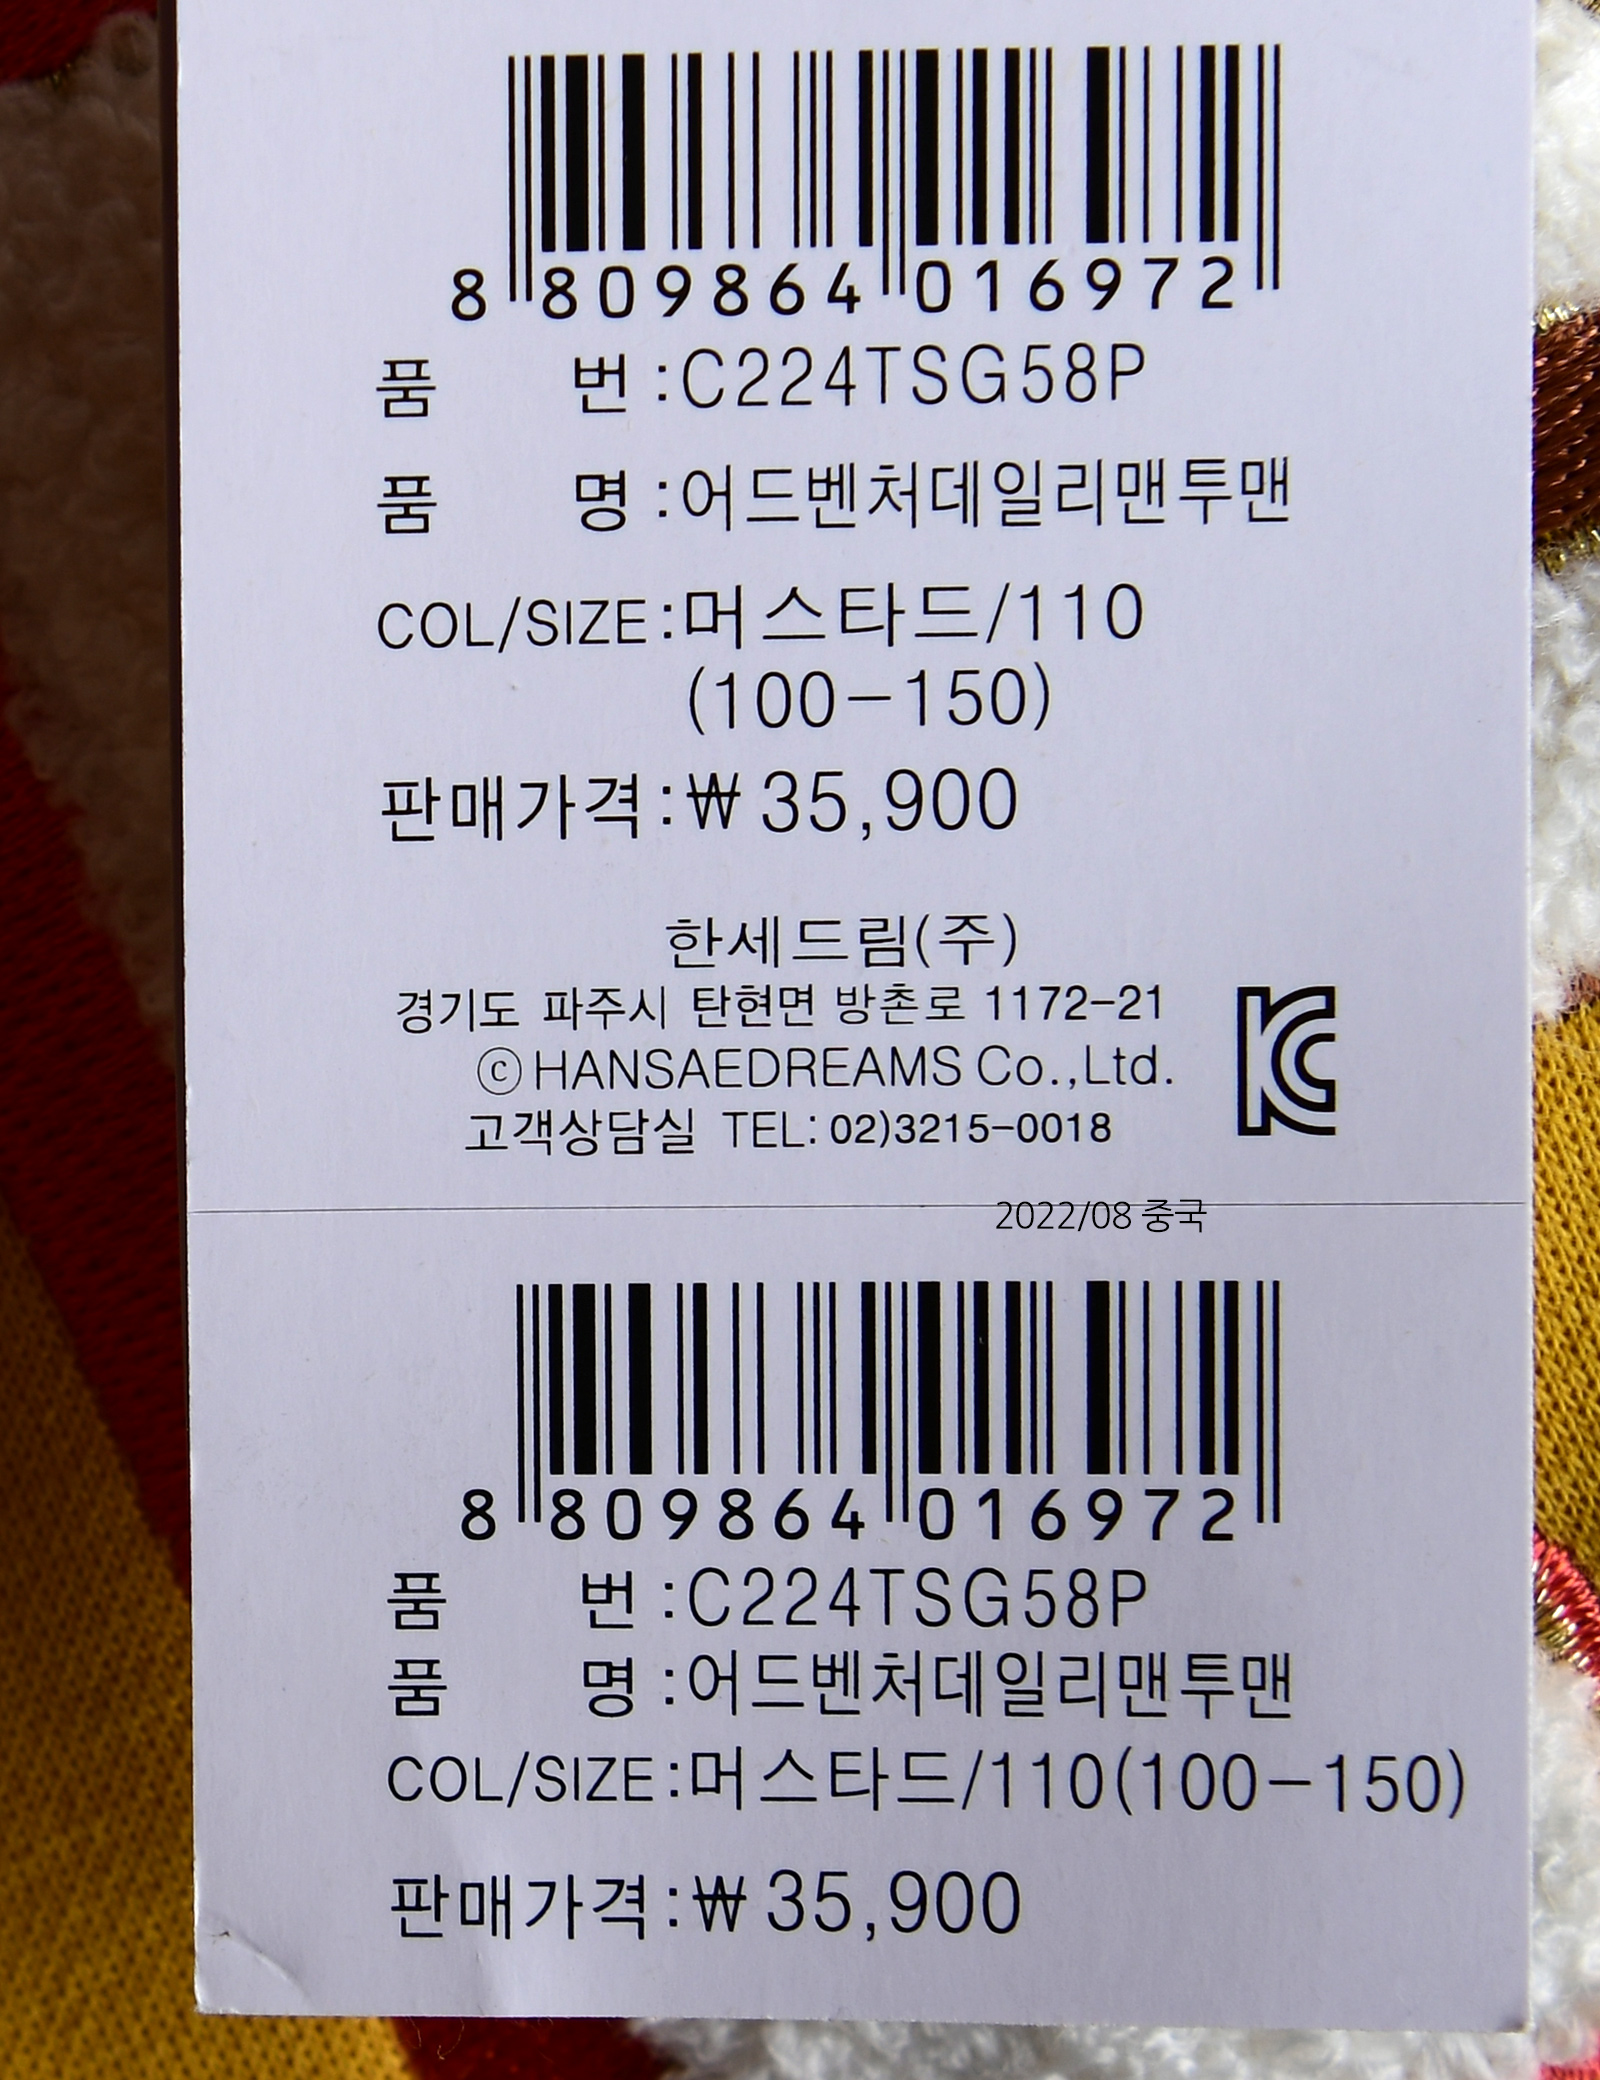 8 809864 016972
품 번 :C224TSG58P
품 명 :어드벤처데일리맨투맨
COL/SIZE:머스타드/110
(100-150)
판매가격:₩35,900
한세드림(주)
경기도 파주시 탄현면 방촌로 1172-21
ⓒHANSAEDREAMS Co.,Ltd.
고객상담실 TEL:02)3215-0018
KC
2022/08 중국
8 809864 016972
품 번 :C224TSG58P
품 명 :어드벤처데일리맨투맨
COL/SIZE:머스타드/110(100-150)
판매가격:₩35,900